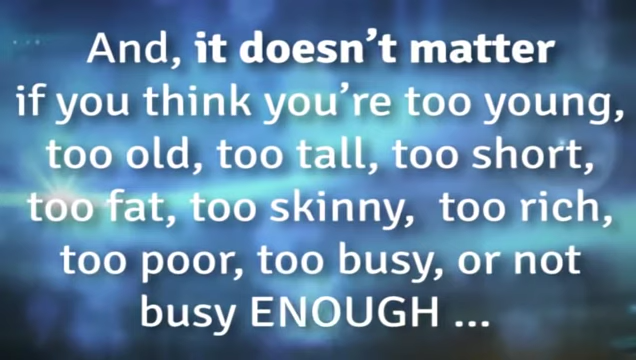 And, it doesn’t matter
if you think you’re too young,
too old, too tall, too short,
too fat, too skinny, too rich,
too poor, too busy, or not
busy ENOUGH ...